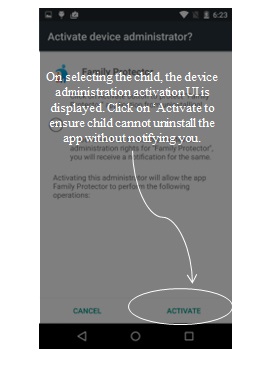 6:23
Activate device administrator?
Family Protector
On selecting the child, the device
administration activation UI is
displayed. Click on `Activate to
ensure child cannot uninstall the
app without notifying you.
administration rights for "Family Protector",
you will receive a notification for the same.
Activating this administrator will allow the app
Family Protector to perform the following
operations:
CANCEL
ACTIVATE